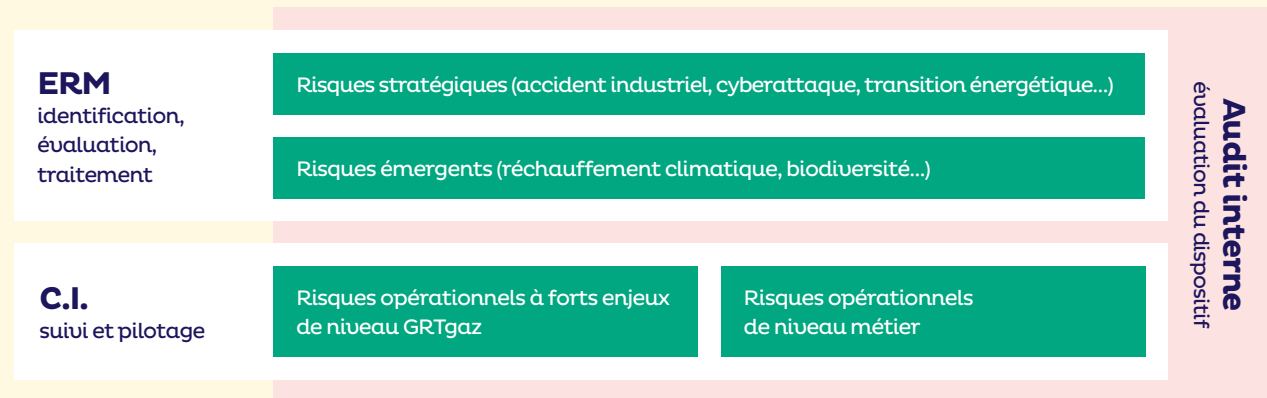 ERM
identification,
évaluation,
traitement
Risques stratégiques (accident industriel, cyberattaque, transition énergétique...)
Risques émergents (réchauffement climatique, biodiversité...)
C.I.
suivi et pilotage
Risques opérationnels à forts enjeux
de niveau GRTgaz
Risques opérationnels
de niveau métier
Audit interne
évaluation du dispositif